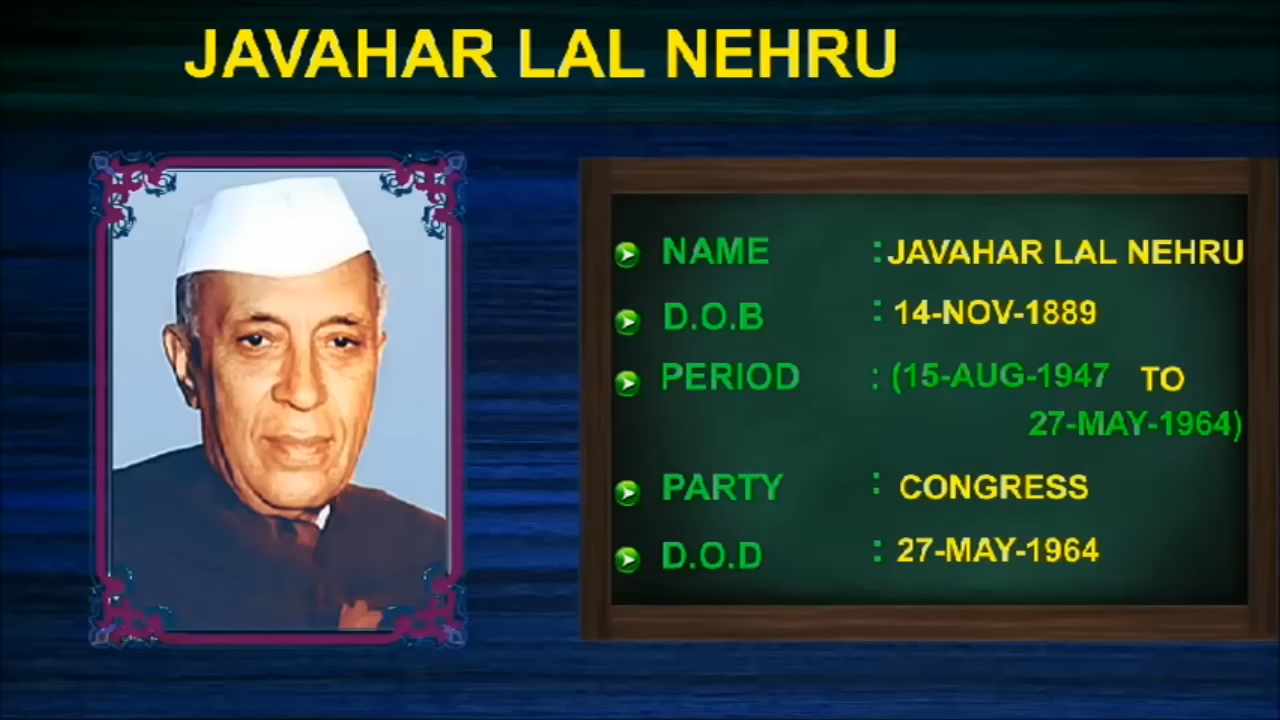 JAVAHAR LAL NEHRU
NAME : JAVAHAR LAL NEHRU
D.O.B : 14-NOV-1889
PERIOD : (15-AUG-1947 TO
27-MAY-1964)
PARTY : CONGRESS
D.O.D : 27-MAY-1964